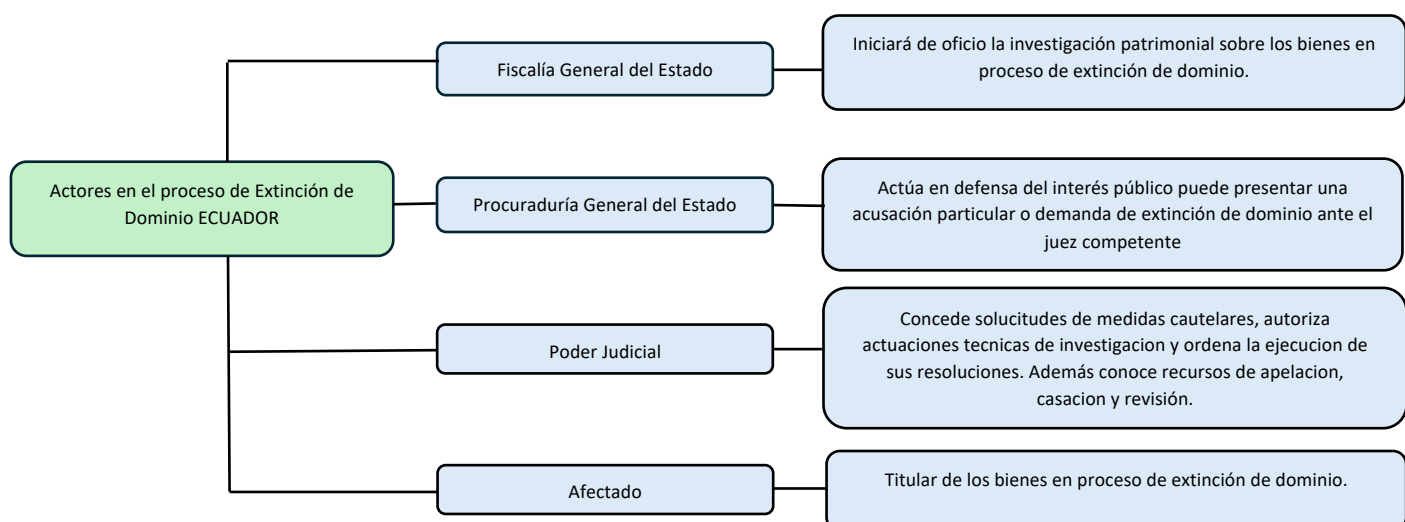 Actores en el proceso de Extinción de
Dominio ECUADOR
Fiscalía General del Estado
Iniciará de oficio la investigación patrimonial sobre los bienes en
proceso de extinción de dominio.
Procuraduría General del Estado
Actúa en defensa del interés público puede presentar una
acusación particular o demanda de extinción de dominio ante el
juez competente
Poder Judicial
Concede solucitudes de medidas cautelares, autoriza
actuaciones tecnicas de investigacion y ordena la ejecucion de
sus resoluciones. Además conoce recursos de apelacion,
casacion y revisión.
Afectado
Titular de los bienes en proceso de extinción de dominio.